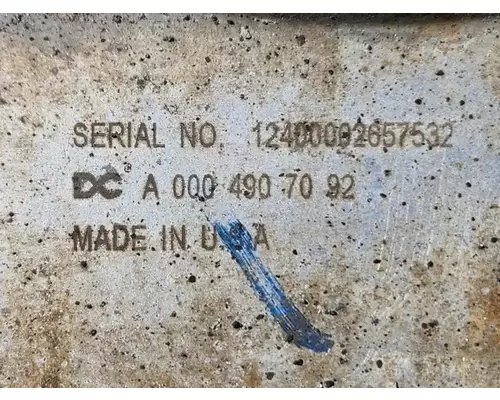 SERIAL NO. 12400092657532
DC A 000 490 70 92
MADE IN U.S.A